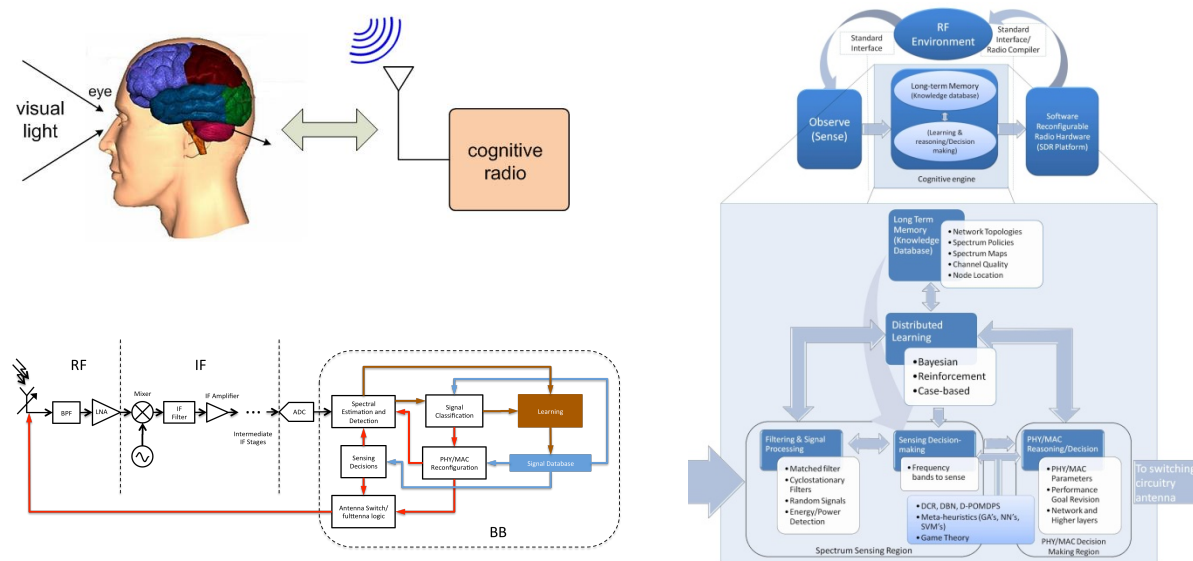 visual
light
eye
cognitive
radio
RF
IF
Mixer
IF Amplifier
BPF
LNA
IF
Filter
Intermediate
IF Stages
ADC
Spectral
Estimation and
Detection
Signal
Classification
Learning
Sensing
Decisions
PHY/MAC
Reconfiguration
Signal Database
Antenna Switch/
fulttenna logic
BB
RF
Environment
Standard
Interface
Standard
Interface/
Radio Compiler
Observe
(Sense)
Long-term Memory
(Knowledge database)
(Learning &
reasoning/Decision
making)
Cognitive engine
Software
Reconfigurable
Radio Hardware
(SDR Platform)
Long Term
Memory
(Knowledge
Database)
• Network Topologies
• Spectrum Policies
• Spectrum Maps
• Channel Quality
• Node Location
Distributed
Learning
• Bayesian
• Reinforcement
• Case-based
Filtering & Signal
Processing
• Matched filter
• Cyclostationary
Filters
• Random Signals
• Energy/Power
Detection
Sensing Decision-
making
• Frequency
bands to sense
PHY/MAC
Reasoning/Decision
• PHY/MAC
Parameters
• Performance
Goal Revision
• Network and
Higher layers
• DCR, DBN, D-POMDPS
• Meta-heuristics (GA's, NN's,
SVM's)
• Game Theory
Spectrum Sensing Region
PHY/MAC Decision
Making Region
To switching
circuitry
antenna